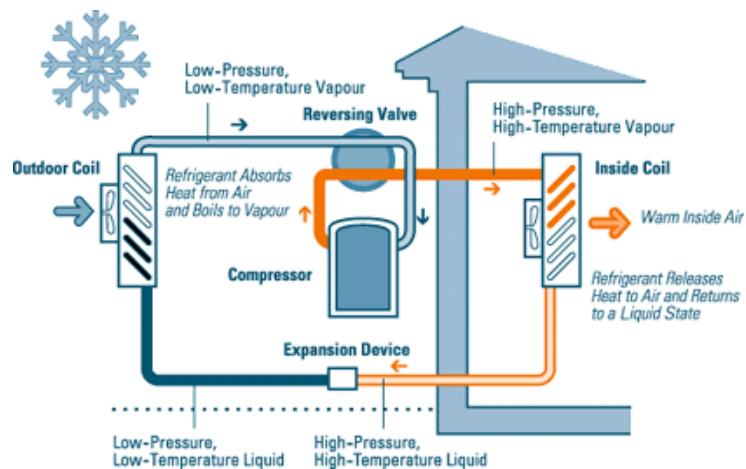 Low-Pressure,
Low-Temperature Vapour
Reversing Valve
High-Pressure,
High-Temperature Vapour
Outdoor Coil
Refrigerant Absorbs
Heat from Air
and Boils to Vapour
Inside Coil
Warm Inside Air
Compressor
Refrigerant Releases
Heat to Air and Returns
to a Liquid State
Expansion Device
Low-Pressure,
Low-Temperature Liquid
High-Pressure,
High-Temperature Liquid